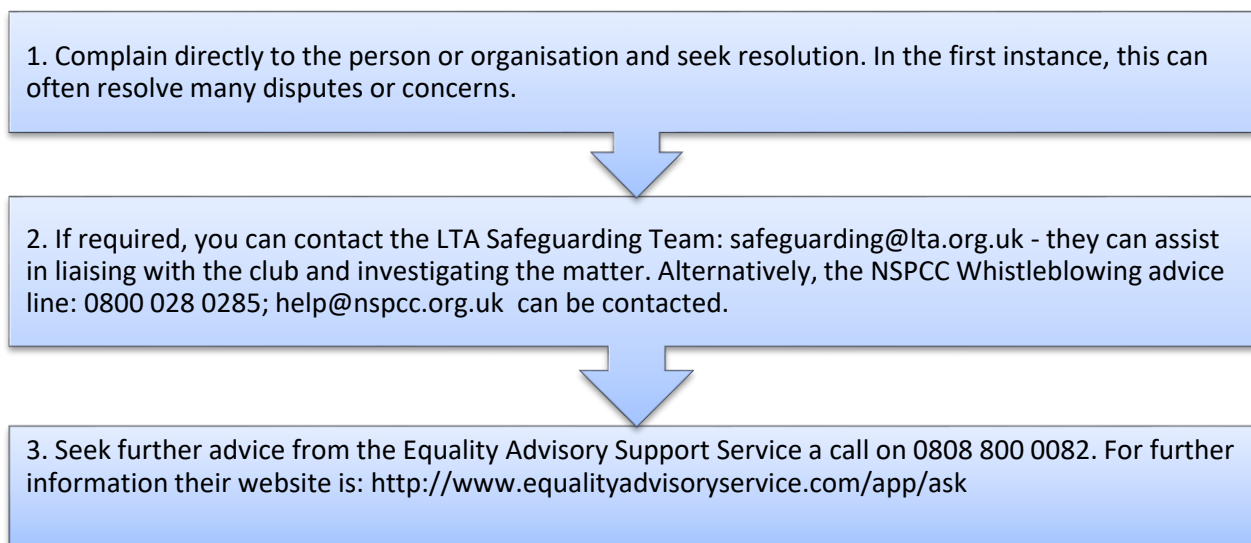 1. Complain directly to the person or organisation and seek resolution. In the first instance, this can
often resolve many disputes or concerns.
2. If required, you can contact the LTA Safeguarding Team: safeguarding@lta.org.uk - they can assist
in liaising with the club and investigating the matter. Alternatively, the NSPCC Whistleblowing advice
line: 0800 028 0285; help@nspcc.org.uk  can be contacted.
3. Seek further advice from the Equality Advisory Support Service a call on 0808 800 0082. For further
information their website is: http://www.equalityadvisoryservice.com/app/ask